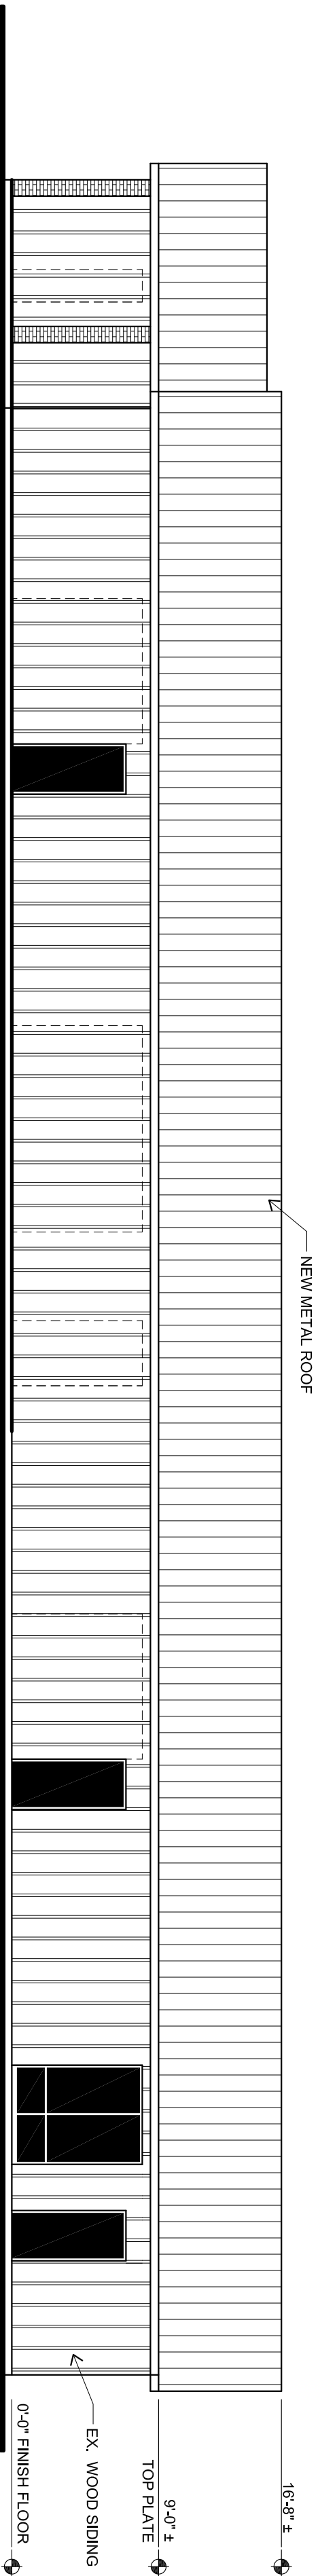 NEW METAL ROOF
16'-8" ±
9'-0" ±
TOP PLATE
EX. WOOD SIDING
0'-0" FINISH FLOOR